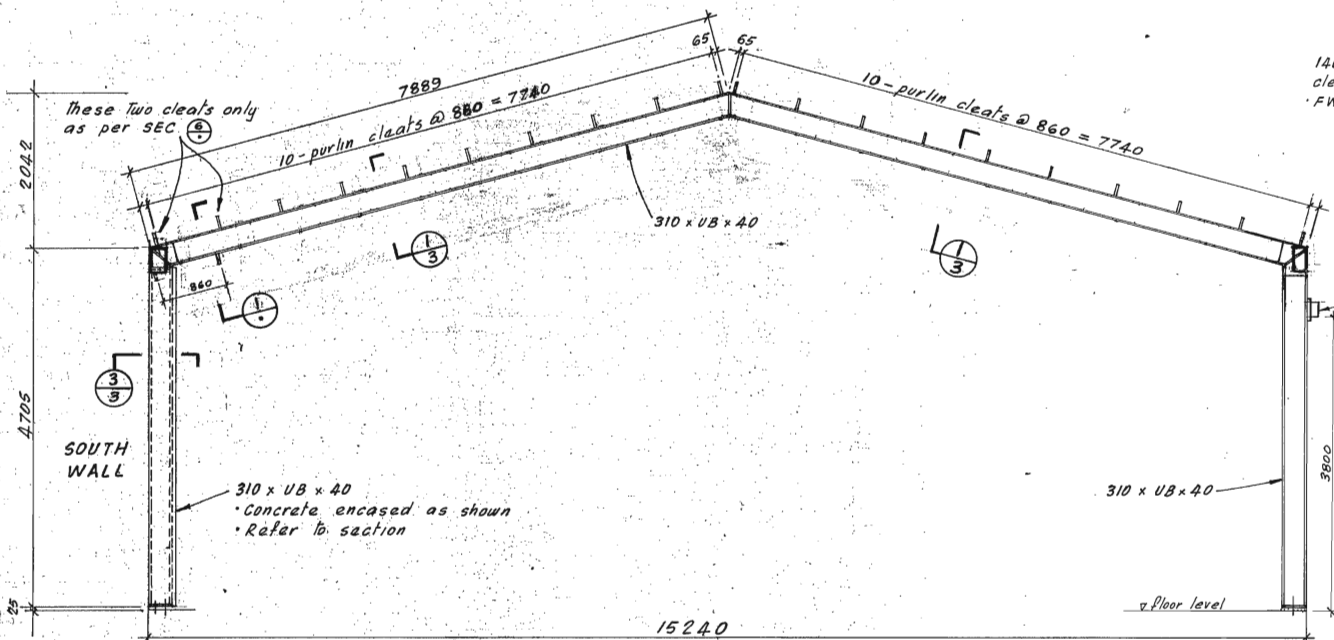 7889
65 65
10-purlin cleats @ 860 = 7740
10-purlin cleats @ 860 = 7740
These Two cleats only
as per SEC 6
2042
310 x UB x 40
1
3
1
3
860
1
3
3
4705
SOUTH
WALL
310 x UB x 40
• Concrete encased as shown
• Refer to section
310 x UB x 40
3800
25
floor level
15240